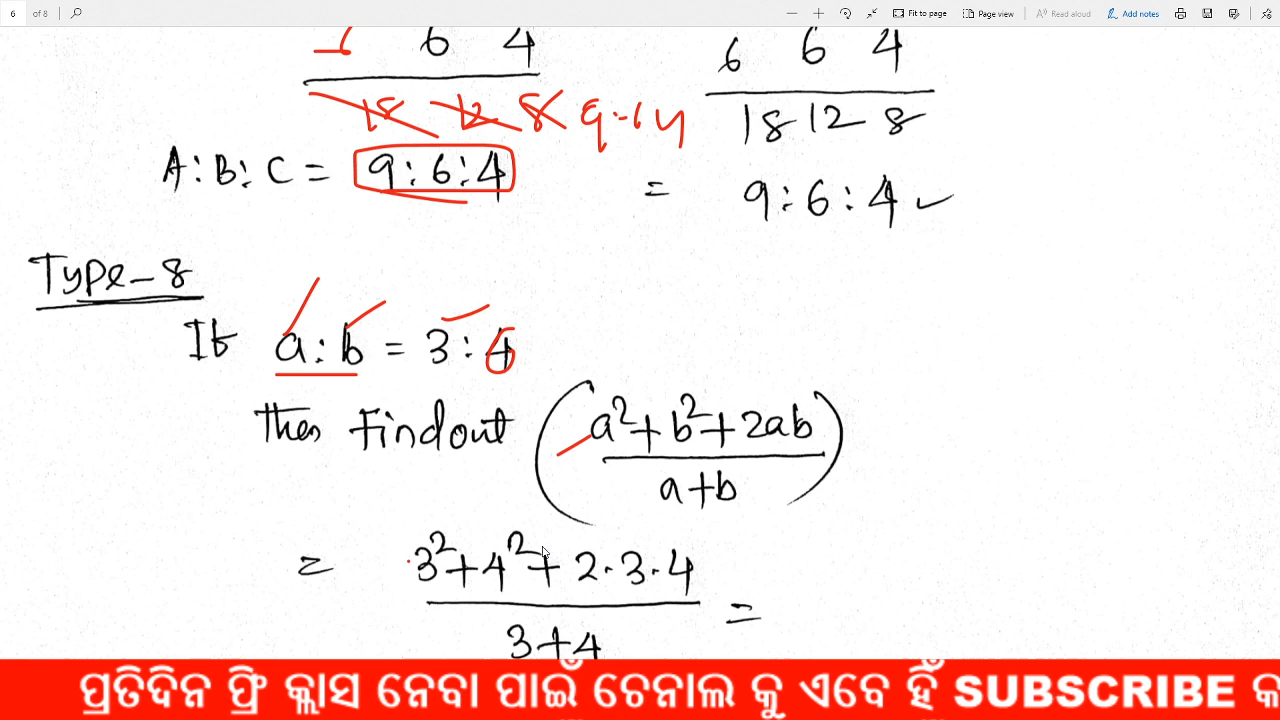 6 of 8 Fit to page Page view Read aloud Add notes
6 4 6 6 4
18 12 8 9:6:4 18 12 8
A:B:C = 9:6:4 = 9:6:4
Type-8
If a:b = 3:4
Then Findout (a²+b²+2ab / a+b)
= 3²+4²+2·3·4 / 3+4 =
ପ୍ରତିଦିନ ଫ୍ରି କ୍ଲାସ ନେବା ପାଇଁ ଚେନାଲ କୁ ଏବେ ହିଁ SUBSCRIBE କ